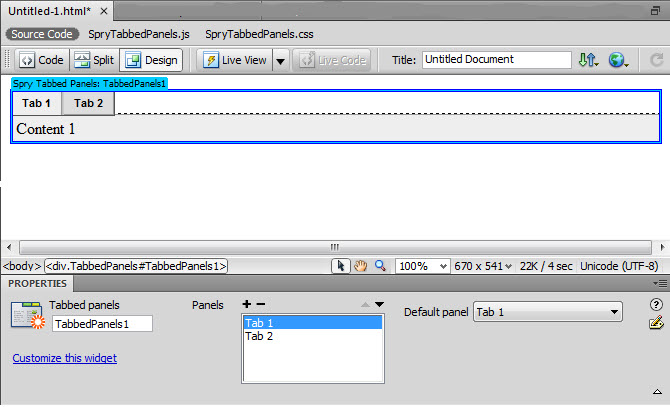 Untitled-1.html* ×
Source Code SpryTabbedPanels.js SpryTabbedPanels.css
Code Split Design Live View Live Code Title: Untitled Document
Spry Tabbed Panels: TabbedPanels1
Tab 1 Tab 2
Content 1
<body> <div.TabbedPanels#TabbedPanels1> 100% 670 x 541 22K / 4 sec Unicode (UTF-8)
PROPERTIES
Tabbed panels Panels Default panel Tab 1
TabbedPanels1
Tab 1
Tab 2
Customize this widget